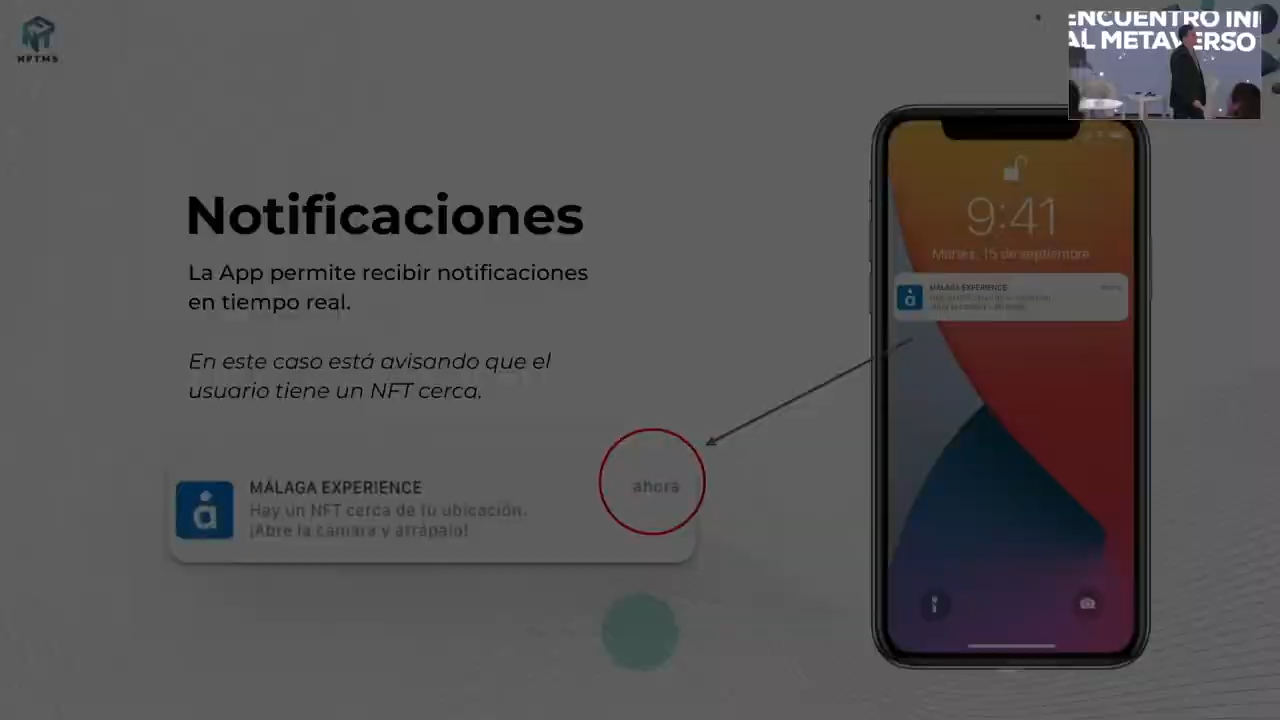 NFTMS
ENCUENTRO INI
AL METAVERSO
Notificaciones
La App permite recibir notificaciones
en tiempo real.
En este caso está avisando que el
usuario tiene un NFT cerca.
MÁLAGA EXPERIENCE
ahora
Hay un NFT cerca de tu ubicación.
¡Abre la cámara y atrápalo!
9:41
Martes, 15 de septiembre
MÁLAGA EXPERIENCE